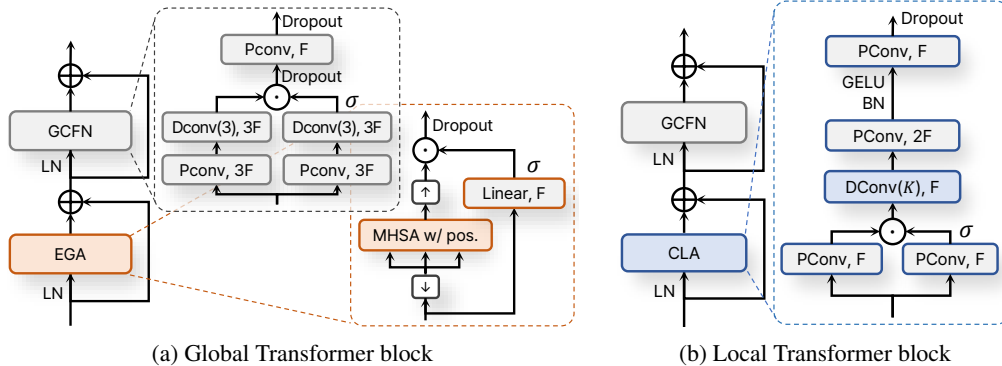 Dropout
Pconv, F
Dropout
σ
Dconv(3), 3F
Dconv(3), 3F
Pconv, 3F
Pconv, 3F
GCFN
LN
EGA
LN
Dropout
σ
↑
Linear, F
MHSA w/ pos.
↓
(a) Global Transformer block
GCFN
LN
CLA
LN
Dropout
PConv, F
GELU
BN
PConv, 2F
DConv(K), F
σ
PConv, F
PConv, F
(b) Local Transformer block